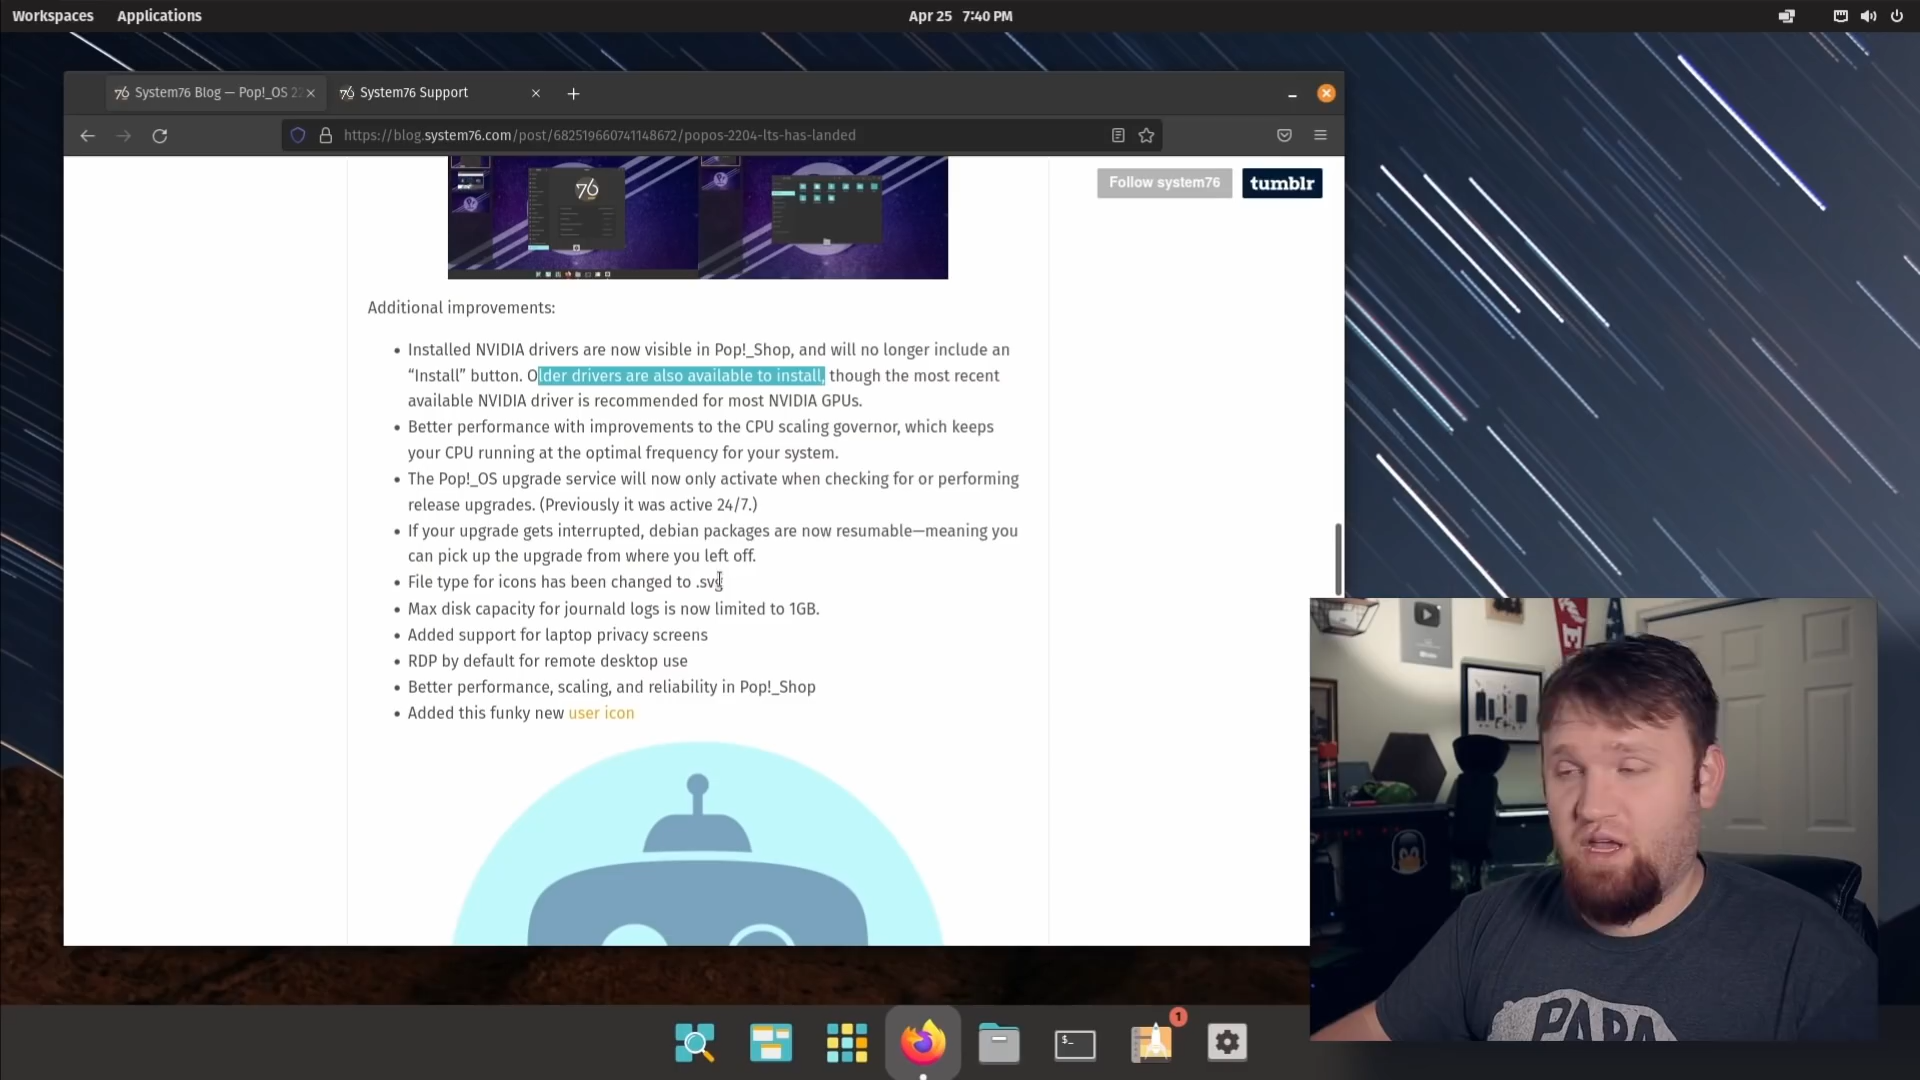 Workspaces Applications Apr 25 7:40 PM
System76 Blog — Pop!_OS 22
System76 Support
https://blog.system76.com/post/682519660741148672/popos-2204-lts-has-landed
Follow system76 tumblr
76
Additional improvements:
• Installed NVIDIA drivers are now visible in Pop!_Shop, and will no longer include an
“Install” button. Older drivers are also available to install, though the most recent
available NVIDIA driver is recommended for most NVIDIA GPUs.
• Better performance with improvements to the CPU scaling governor, which keeps
your CPU running at the optimal frequency for your system.
• The Pop!_OS upgrade service will now only activate when checking for or performing
release upgrades. (Previously it was active 24/7.)
• If your upgrade gets interrupted, debian packages are now resumable—meaning you
can pick up the upgrade from where you left off.
• File type for icons has been changed to .svg
• Max disk capacity for journald logs is now limited to 1GB.
• Added support for laptop privacy screens
• RDP by default for remote desktop use
• Better performance, scaling, and reliability in Pop!_Shop
• Added this funky new user icon
PAPA
$_
1